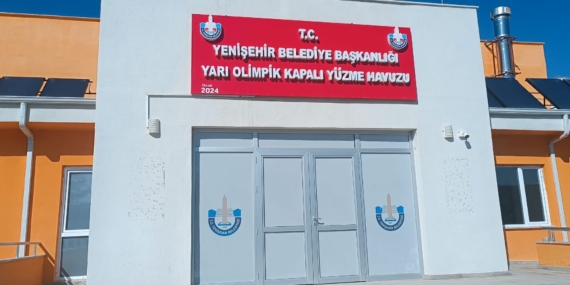 T.C.
YENİŞEHİR BELEDİYE BAŞKANLIĞI
YARI OLİMPİK KAPALI YÜZME HAVUZU
2024